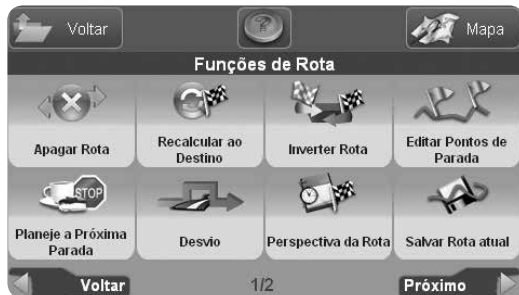 Voltar
?
Mapa
Funções de Rota
Apagar Rota
Recalcular ao
Destino
Inverter Rota
Editar Pontos de
Parada
STOP
Planeje a Próxima
Parada
Desvio
Perspectiva da Rota
Salvar Rota atual
Voltar
1/2
Próximo